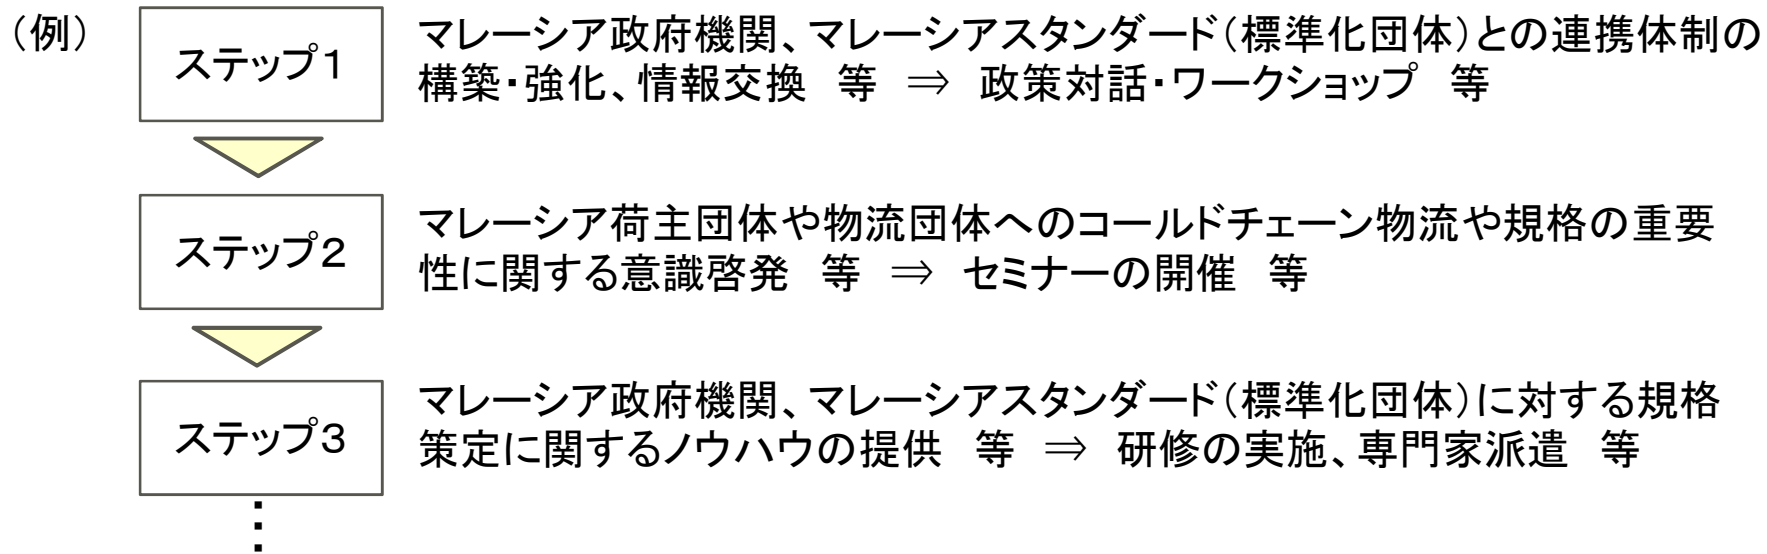 （例）
ステップ１
マレーシア政府機関、マレーシアスタンダード（標準化団体）との連携体制の
構築・強化、情報交換　等　⇒　政策対話・ワークショップ　等
ステップ２
マレーシア荷主団体や物流団体へのコールドチェーン物流や規格の重要
性に関する意識啓発　等　⇒　セミナーの開催　等
ステップ３
マレーシア政府機関、マレーシアスタンダード（標準化団体）に対する規格
策定に関するノウハウの提供　等　⇒　研修の実施、専門家派遣　等